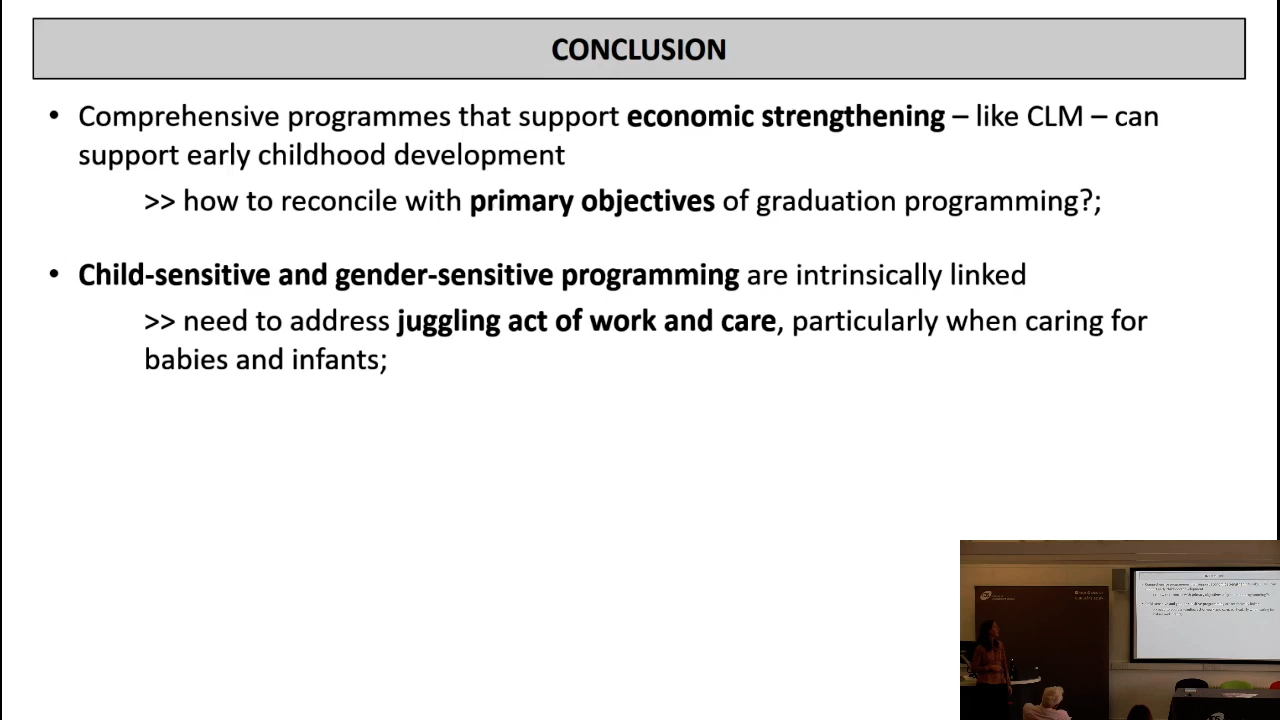 CONCLUSION
• Comprehensive programmes that support economic strengthening – like CLM – can
support early childhood development
>> how to reconcile with primary objectives of graduation programming?;
• Child-sensitive and gender-sensitive programming are intrinsically linked
>> need to address juggling act of work and care, particularly when caring for
babies and infants;